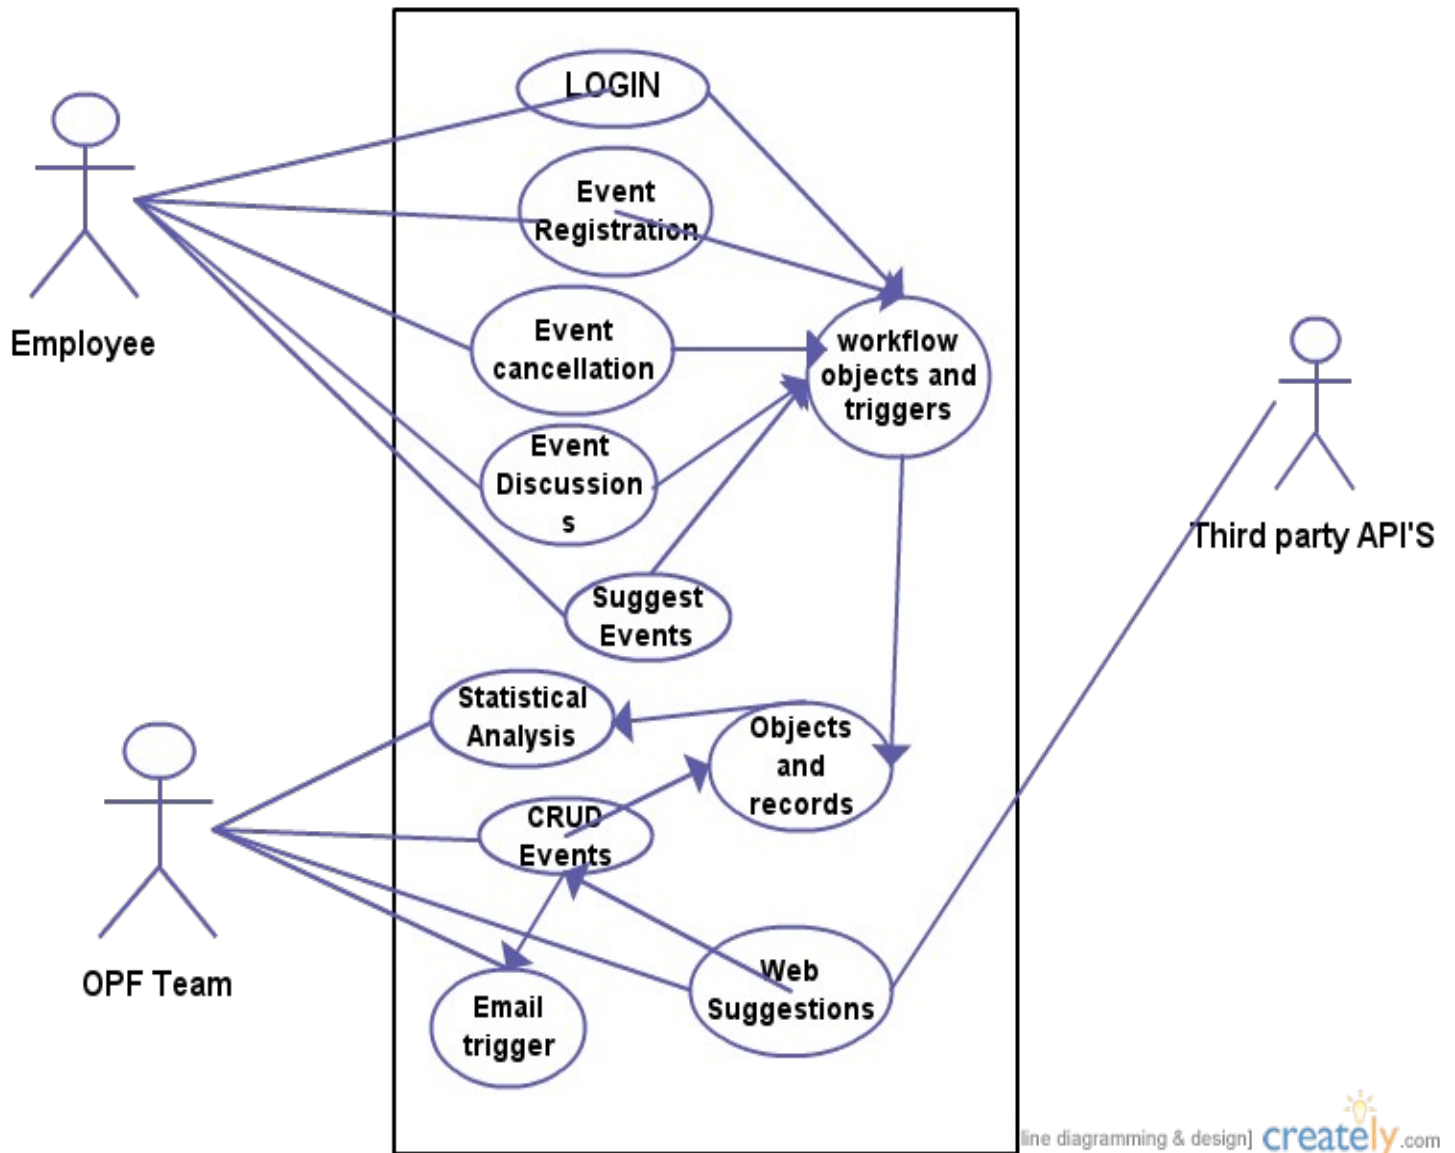 LOGIN
Event
Registration
Event
cancellation
workflow
objects and
triggers
Employee
Event
Discussion
s
Third party API'S
Suggest
Events
Statistical
Analysis
Objects
and
records
CRUD
Events
OPF Team
Web
Suggestions
Email
trigger
line diagramming & design] creately.com